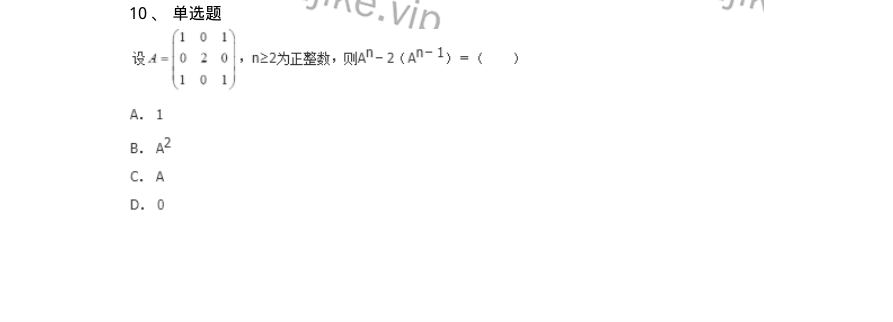 10 、 单选题
设 A = (1 0 1
0 2 0
1 0 1) ，n≥2为正整数，则Aⁿ－2（Aⁿ⁻¹）＝（　　）
A. 1
B. A²
C. A
D. 0